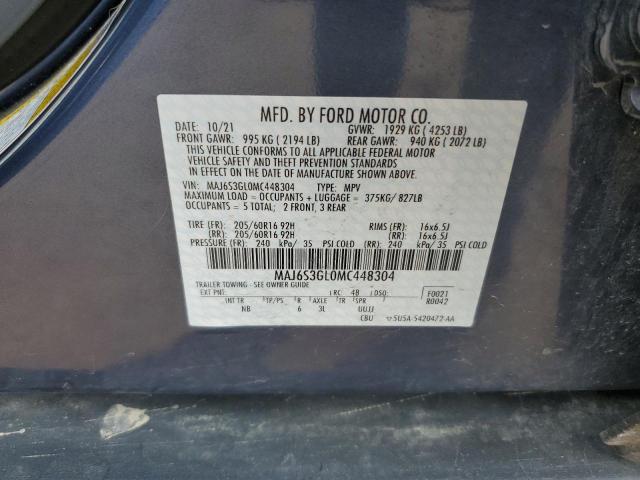 MFD. BY FORD MOTOR CO.
DATE: 10/21 GVWR: 1929 KG ( 4253 LB)
FRONT GAWR: 995 KG ( 2194 LB) REAR GAWR: 940 KG ( 2072 LB)
THIS VEHICLE CONFORMS TO ALL APPLICABLE FEDERAL MOTOR
VEHICLE SAFETY AND THEFT PREVENTION STANDARDS
IN EFFECT ON THE DATE OF MANUFACTURE SHOWN ABOVE.
VIN: MAJ6S3GL0MC448304 TYPE: MPV
MAXIMUM LOAD = OCCUPANTS + LUGGAGE = 375KG/ 827LB
OCCUPANTS = 5 TOTAL; 2 FRONT, 3 REAR
TIRE (FR): 205/60R16 92H RIMS (FR): 16x6.5J
(RR): 205/60R16 92H (RR): 16x6.5J
PRESSURE (FR): 240 kPa/ 35 PSI COLD (RR): 240 kPa/ 35 PSI COLD
MAJ6S3GL0MC448304
TRAILER TOWING - SEE OWNER GUIDE
EXT PNT: RC: 48 DSO: F0021
R0042
INT TR TP/PS R AXLE TR SPR
NB 6 3L UUJJ
CBU 5U5A-5420472-AA